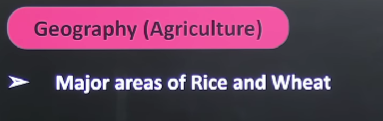 Geography (Agriculture)
Major areas of Rice and Wheat